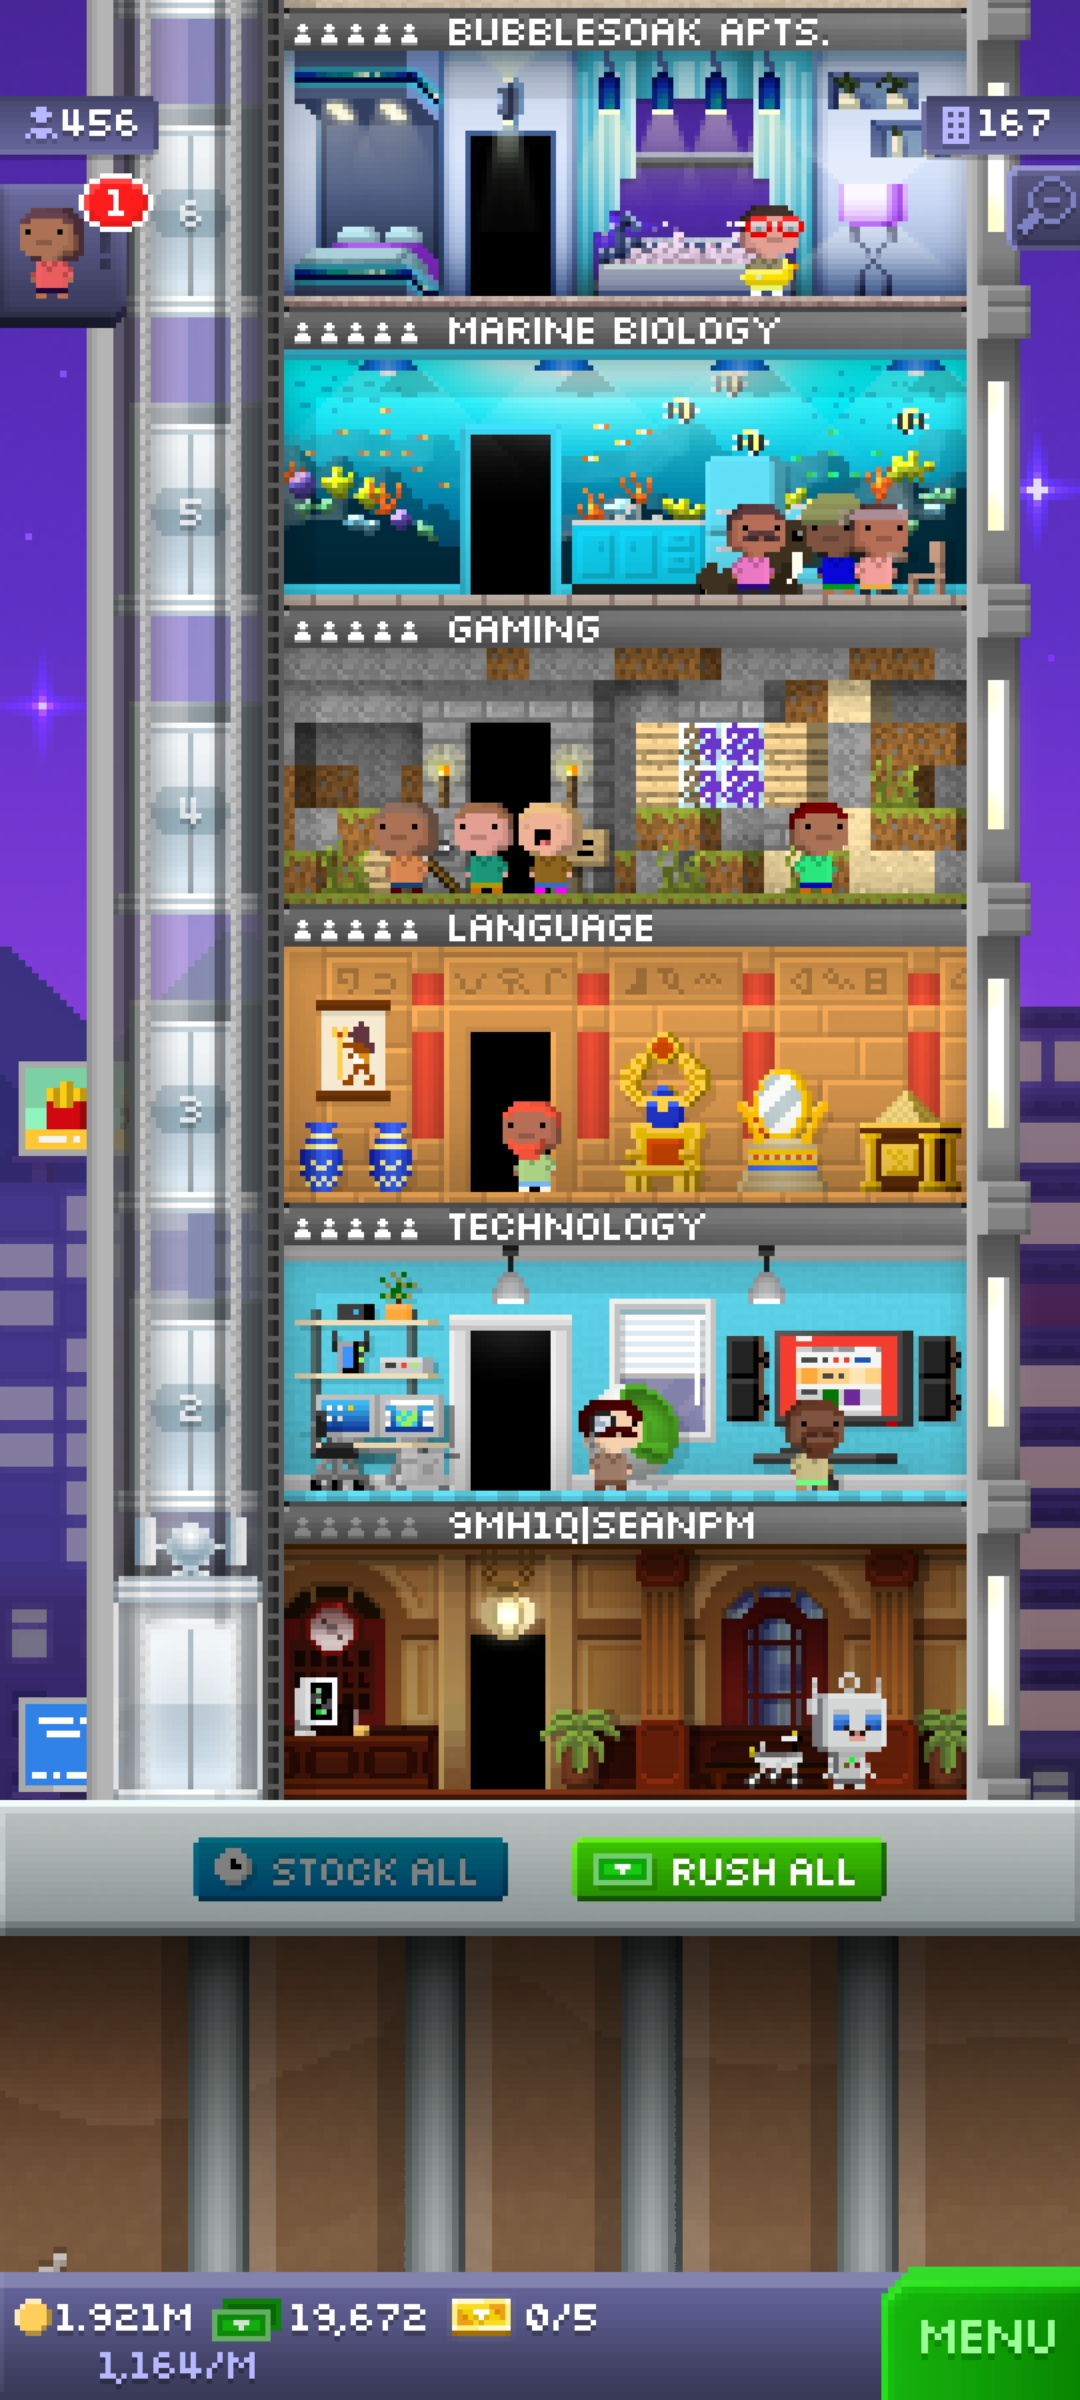 BUBBLESOAK APTS.
456
167
1
6
MARINE BIOLOGY
5
GAMING
4
LANGUAGE
3
TECHNOLOGY
2
9MH1Q|SEANPM
STOCK ALL
RUSH ALL
1.921M 19,672 0/5
1,164/M
MENU